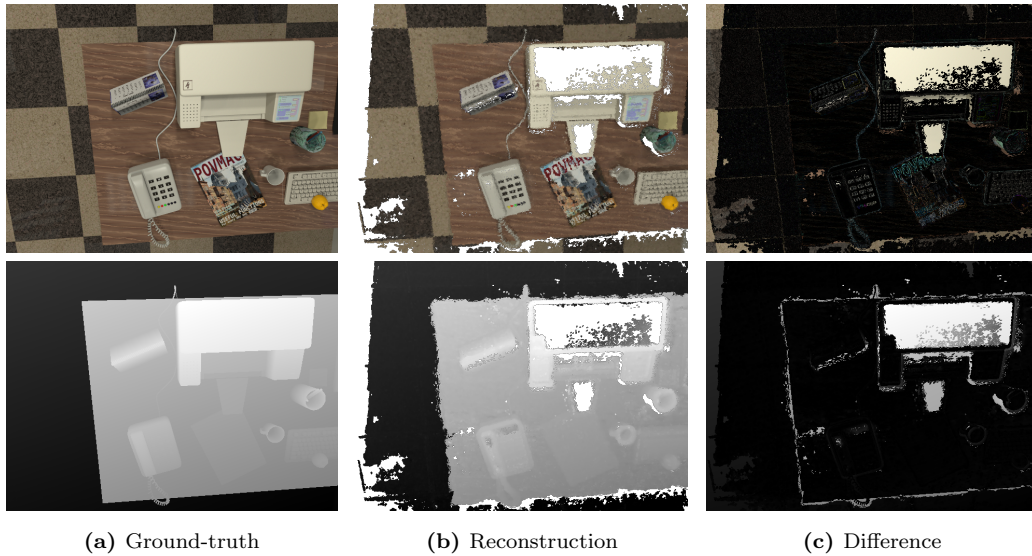 POVMAG
POVMAG
(a) Ground-truth
(b) Reconstruction
(c) Difference